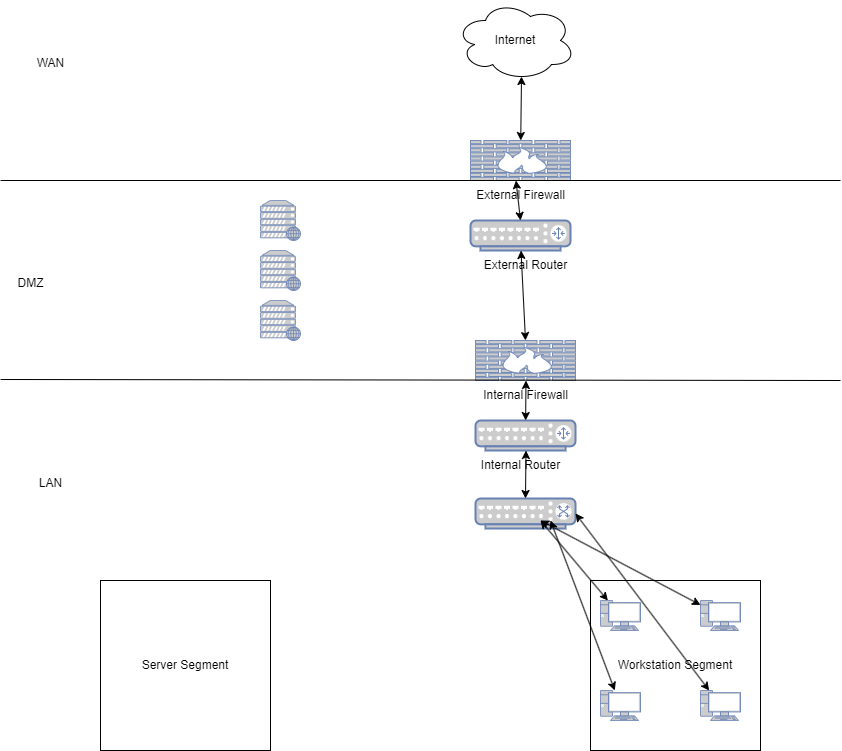 Internet
WAN
External Firewall
External Router
DMZ
Internal Firewall
Internal Router
LAN
Server Segment
Workstation Segment